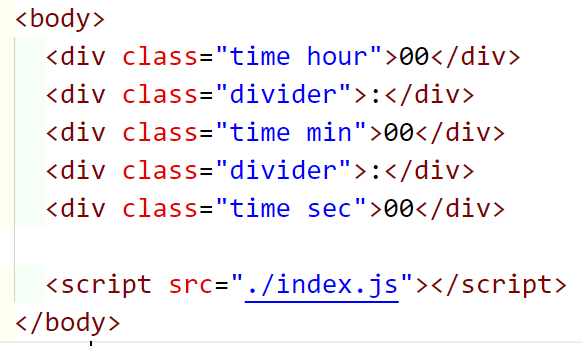 <body>
<div class="time hour">00</div>
<div class="divider">:</div>
<div class="time min">00</div>
<div class="divider">:</div>
<div class="time sec">00</div>
<script src="./index.js"></script>
</body>